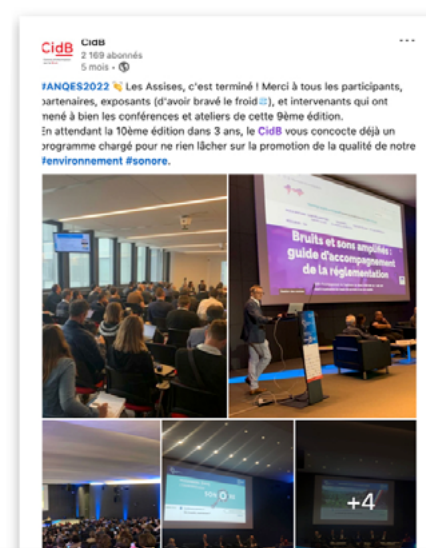 CidB
CidB
2 169 abonnés
5 mois •
#ANQES2022 👏 Les Assises, c'est terminé ! Merci à tous les participants,
partenaires, exposants (d'avoir bravé le froid🥶), et intervenants qui ont
mené à bien les conférences et ateliers de cette 9ème édition.
En attendant la 10ème édition dans 3 ans, le CidB vous concocte déjà un
programme chargé pour ne rien lâcher sur la promotion de la qualité de notre
#environnement #sonore.
Bruits et sons amplifiés :
guide d'accompagnement
de la réglementation
+4